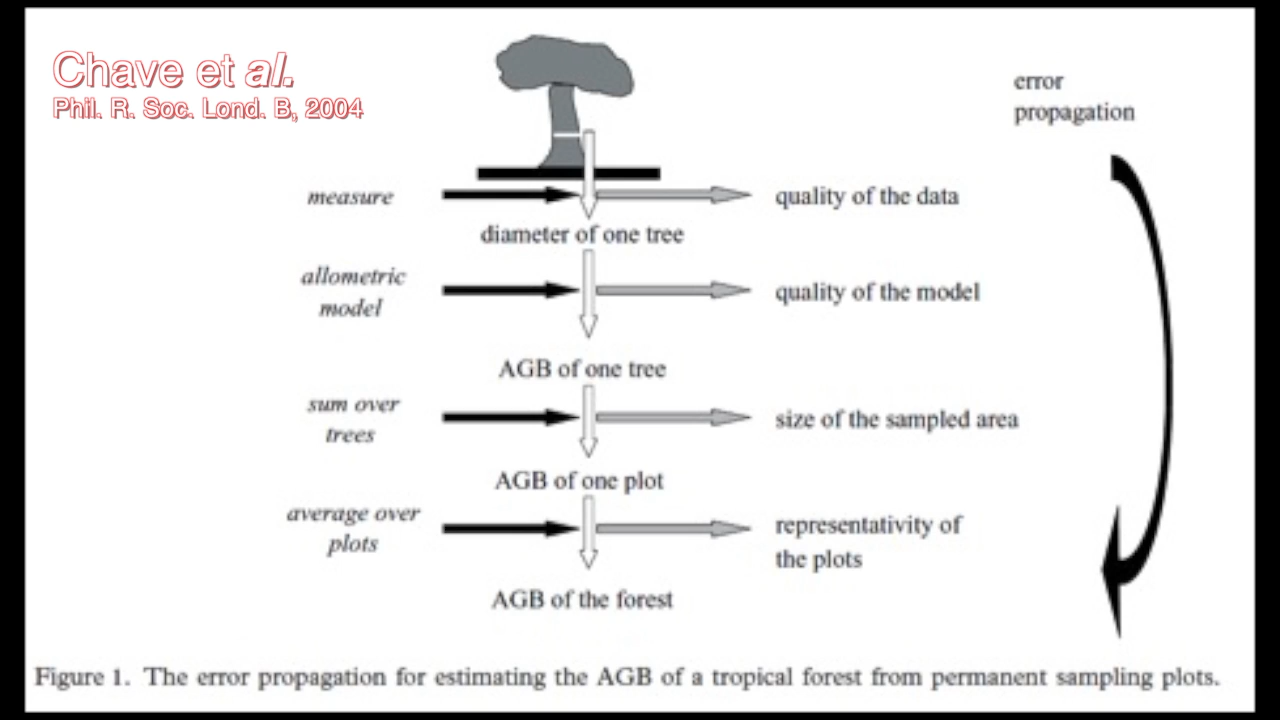 Chave et al.
Phil. R. Soc. Lond. B, 2004
error
propagation
measure
quality of the data
diameter of one tree
allometric
model
quality of the model
AGB of one tree
sum over
trees
size of the sampled area
AGB of one plot
average over
plots
representativity of
the plots
AGB of the forest
Figure 1. The error propagation for estimating the AGB of a tropical forest from permanent sampling plots.